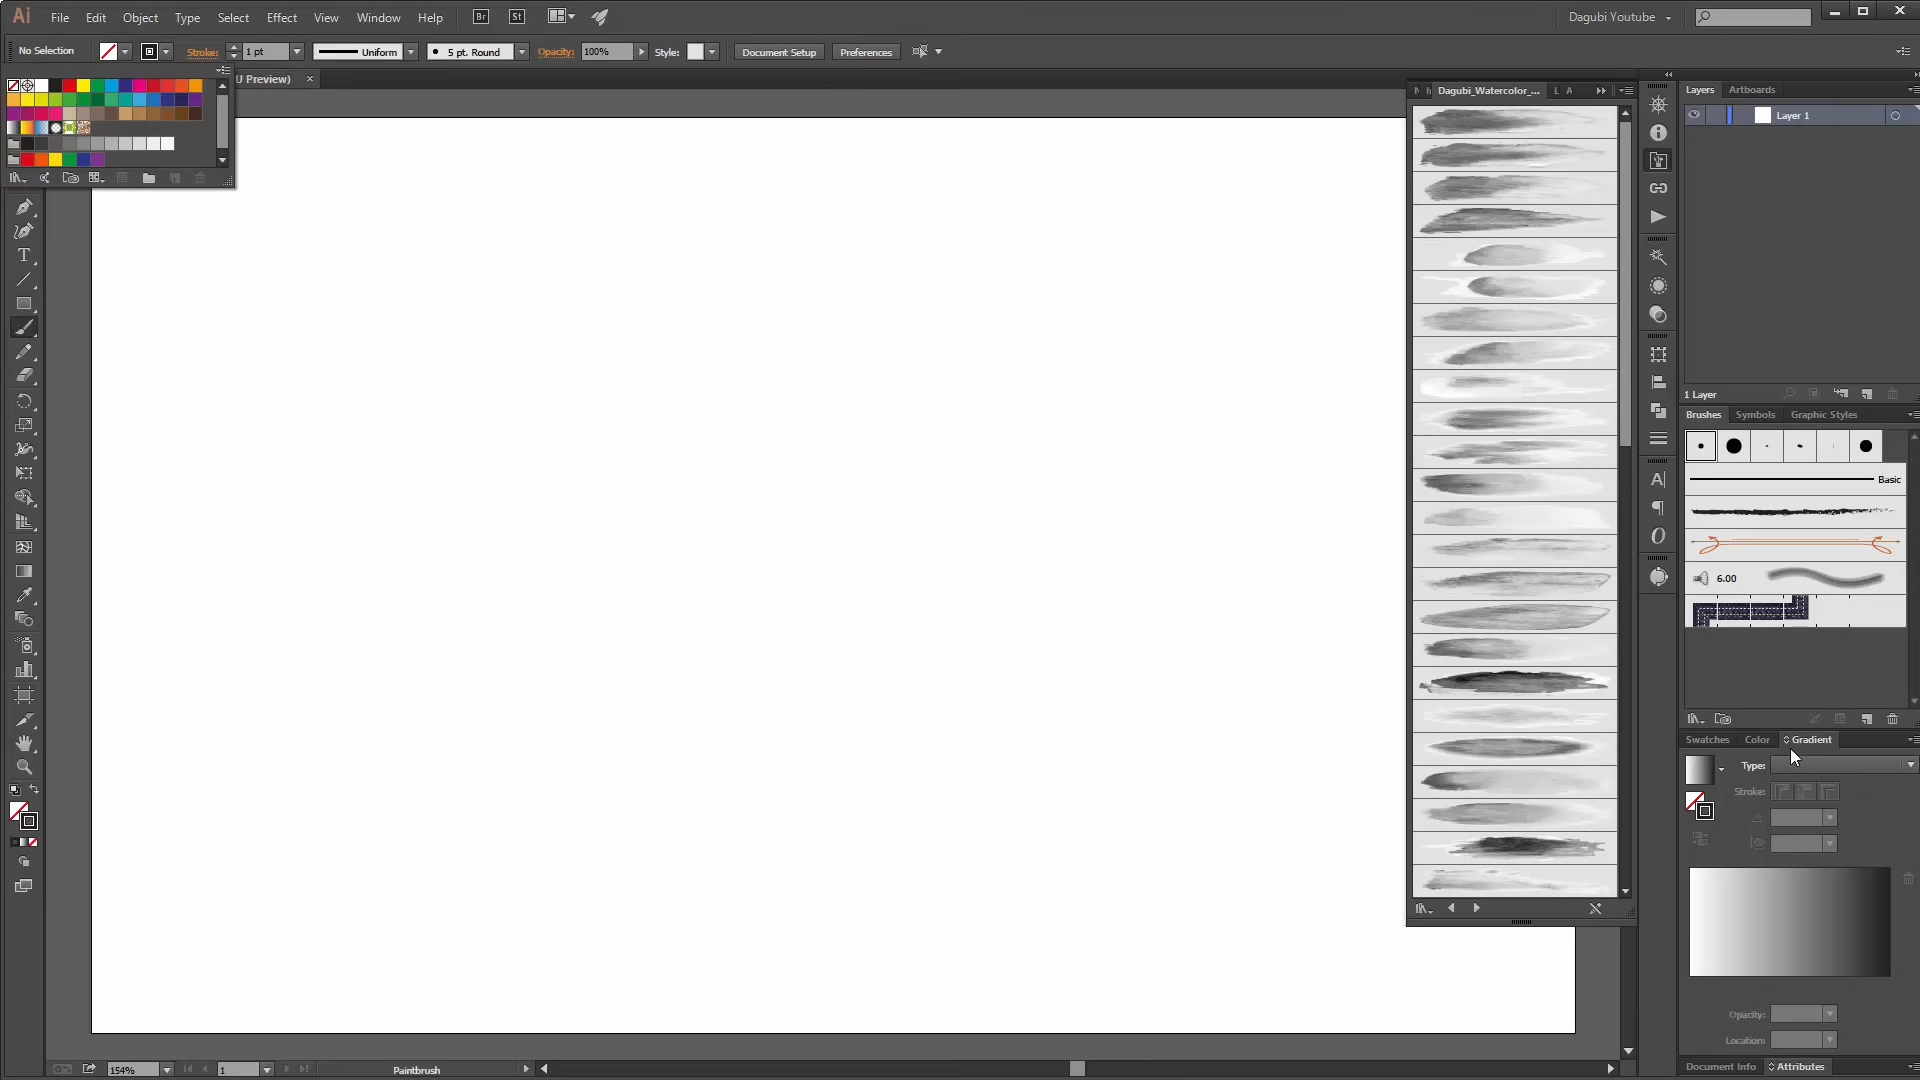 Ai File Edit Object Type Select Effect View Window Help Br St Dagubi Youtube
No Selection Stroke: 1 pt Uniform 5 pt. Round Opacity: 100% Style: Document Setup Preferences
U Preview) ×
Dagubi_Watercolor_...
Layers Artboards
Layer 1
1 Layer
Brushes Symbols Graphic Styles
Basic
6.00
Swatches Color Gradient
Type:
Stroke:
Opacity:
Location:
154% 1 Paintbrush
Document Info Attributes